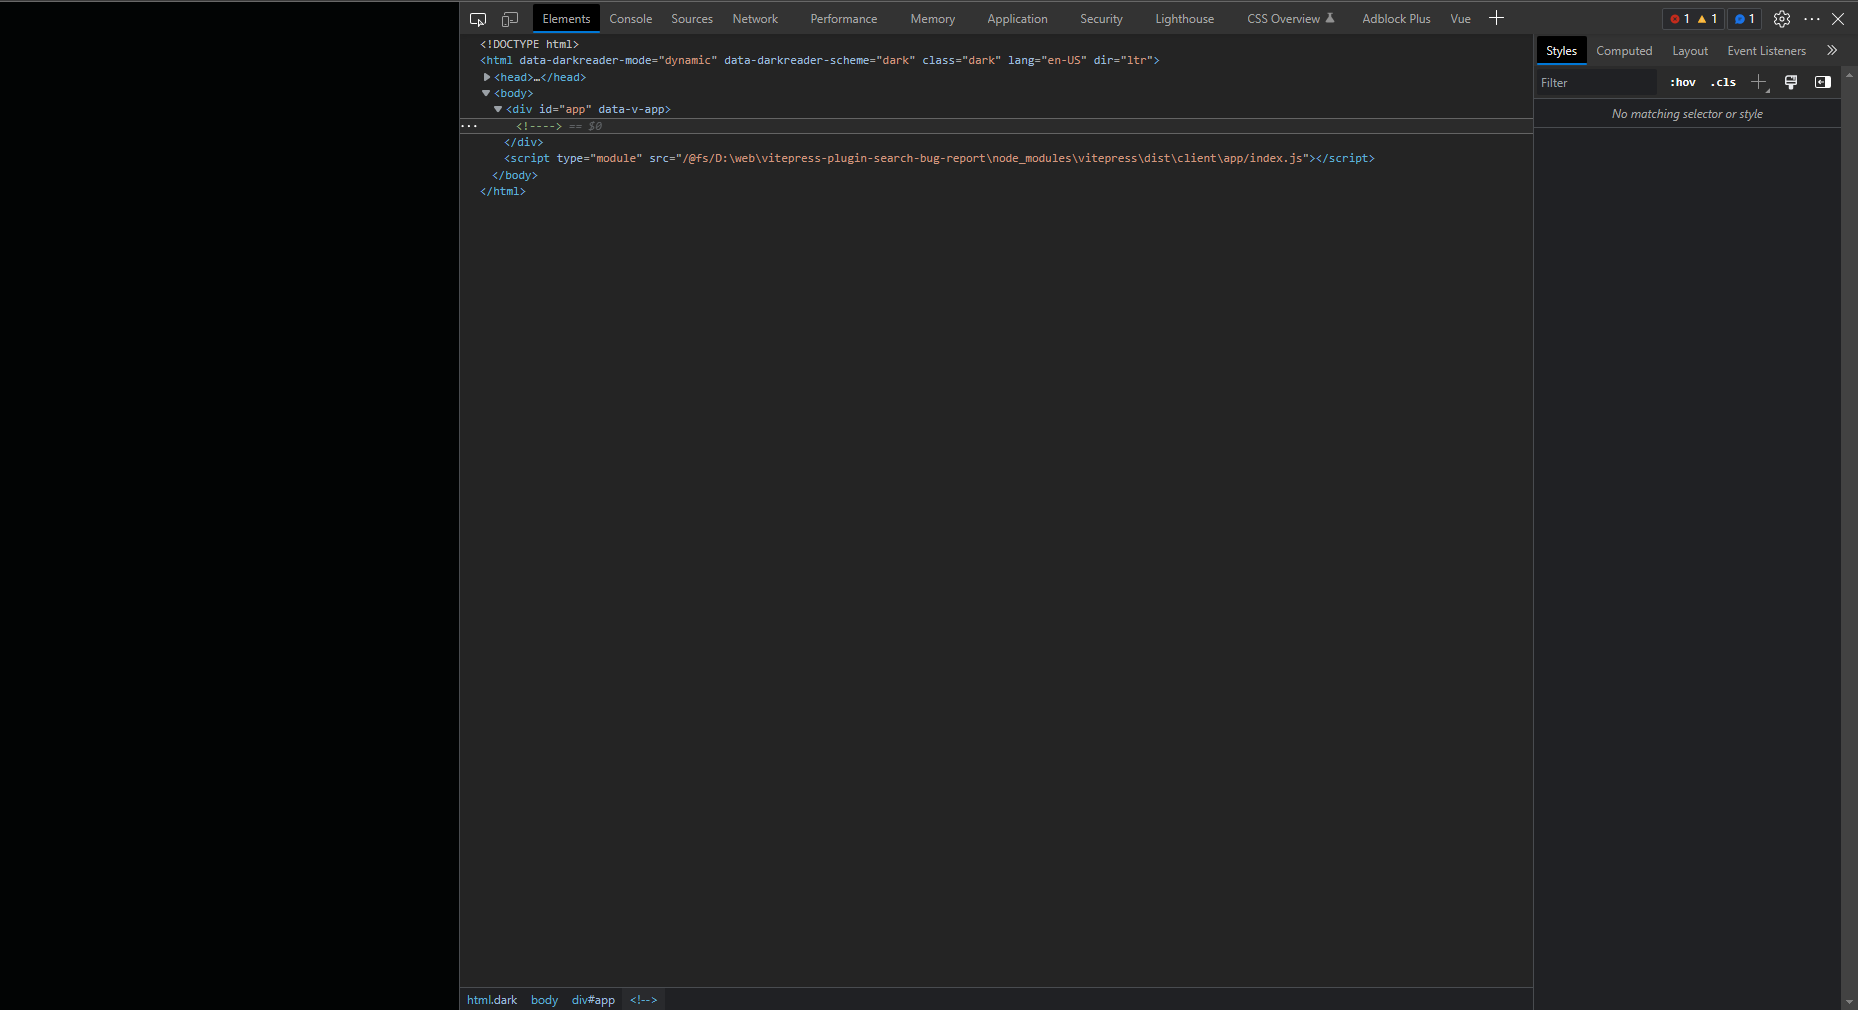 Elements Console Sources Network Performance Memory Application Security Lighthouse CSS Overview Adblock Plus Vue 1 1 1
<!DOCTYPE html>
<html data-darkreader-mode="dynamic" data-darkreader-scheme="dark" class="dark" lang="en-US" dir="ltr">
<head>…</head>
<body>
<div id="app" data-v-app>
<!----> == $0
</div>
<script type="module" src="/@fs/D:\web\vitepress-plugin-search-bug-report\node_modules\vitepress\dist\client\app/index.js"></script>
</body>
</html>
Styles Computed Layout Event Listeners
Filter :hov .cls
No matching selector or style
html.dark body div#app <!-->